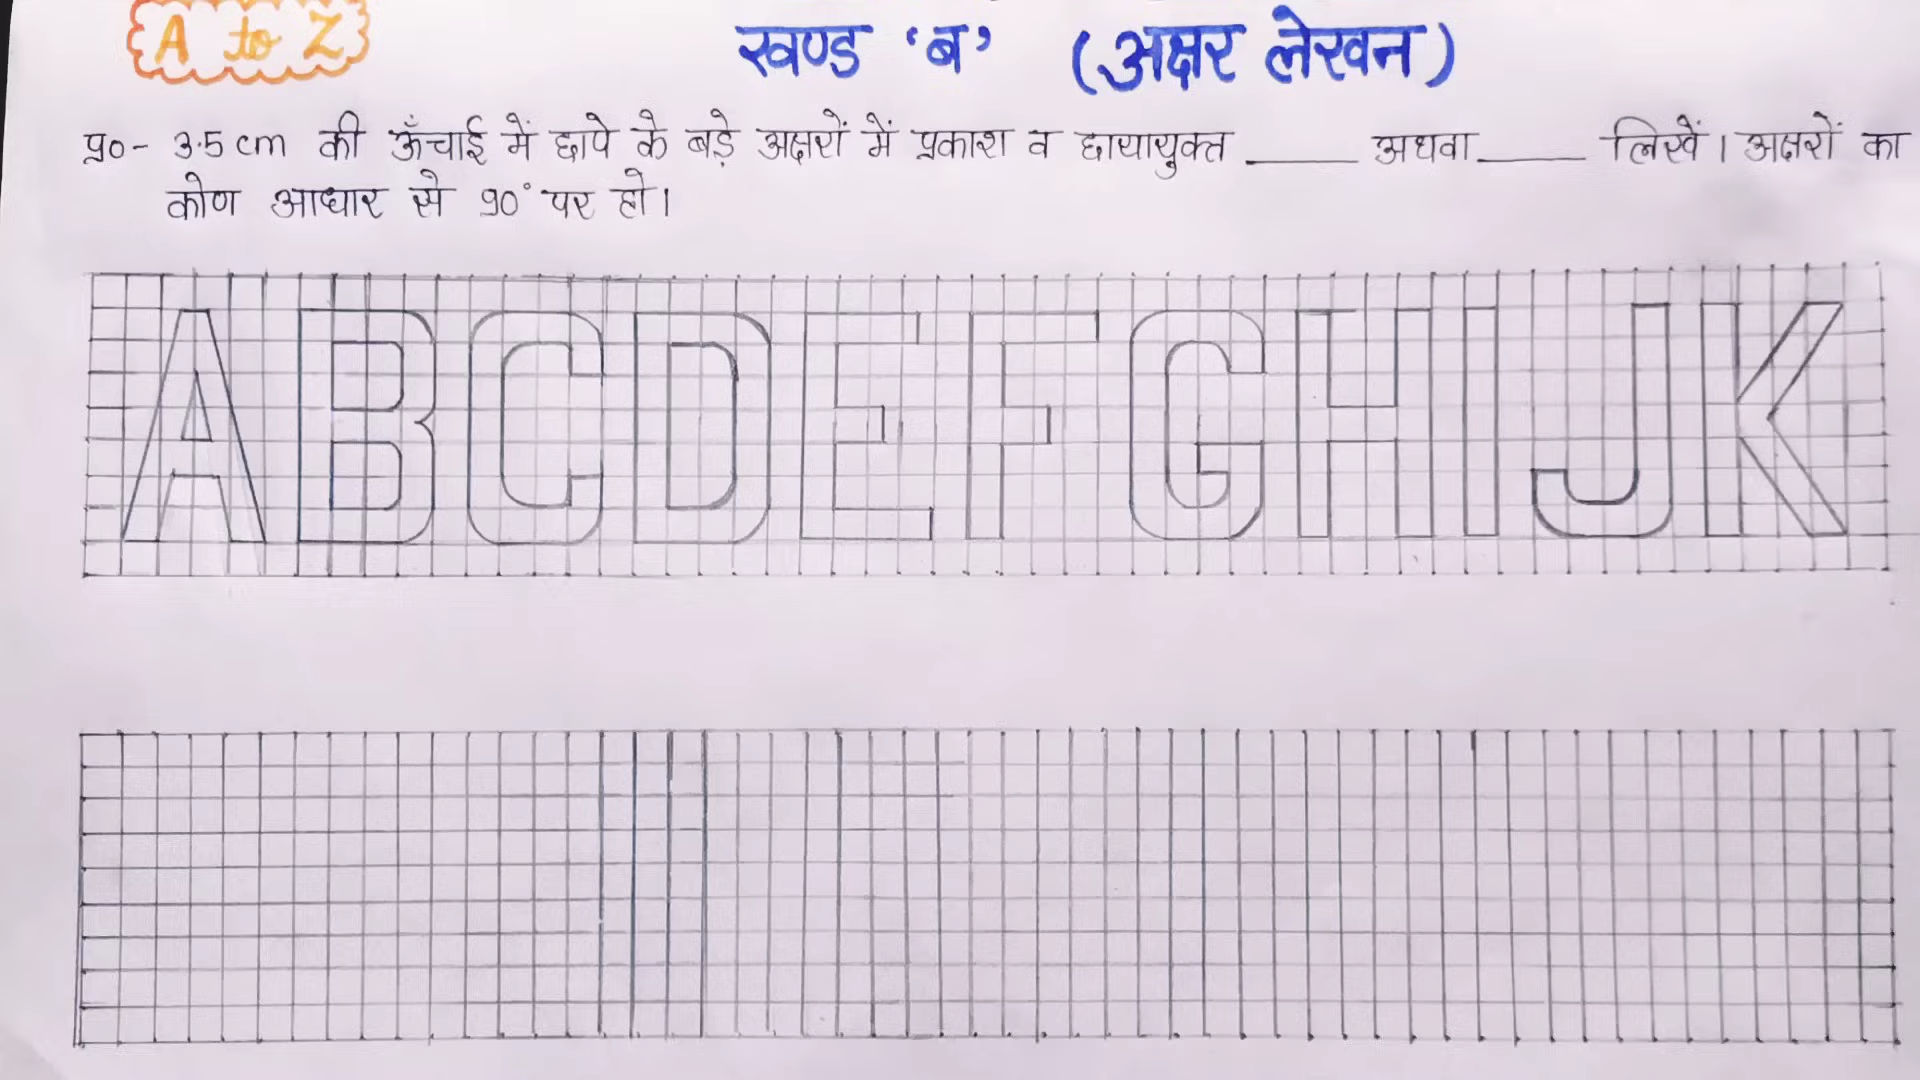 A to Z
खण्ड ‘ब’ (अक्षर लेखन)
प्र०- 3.5 cm की ऊँचाई में छापे के बड़े अक्षरों में प्रकाश व छायायुक्त ______ अथवा ______ लिखें। अक्षरों का
कोण आधार से 90° पर हो।
ABCDEFGHIJK